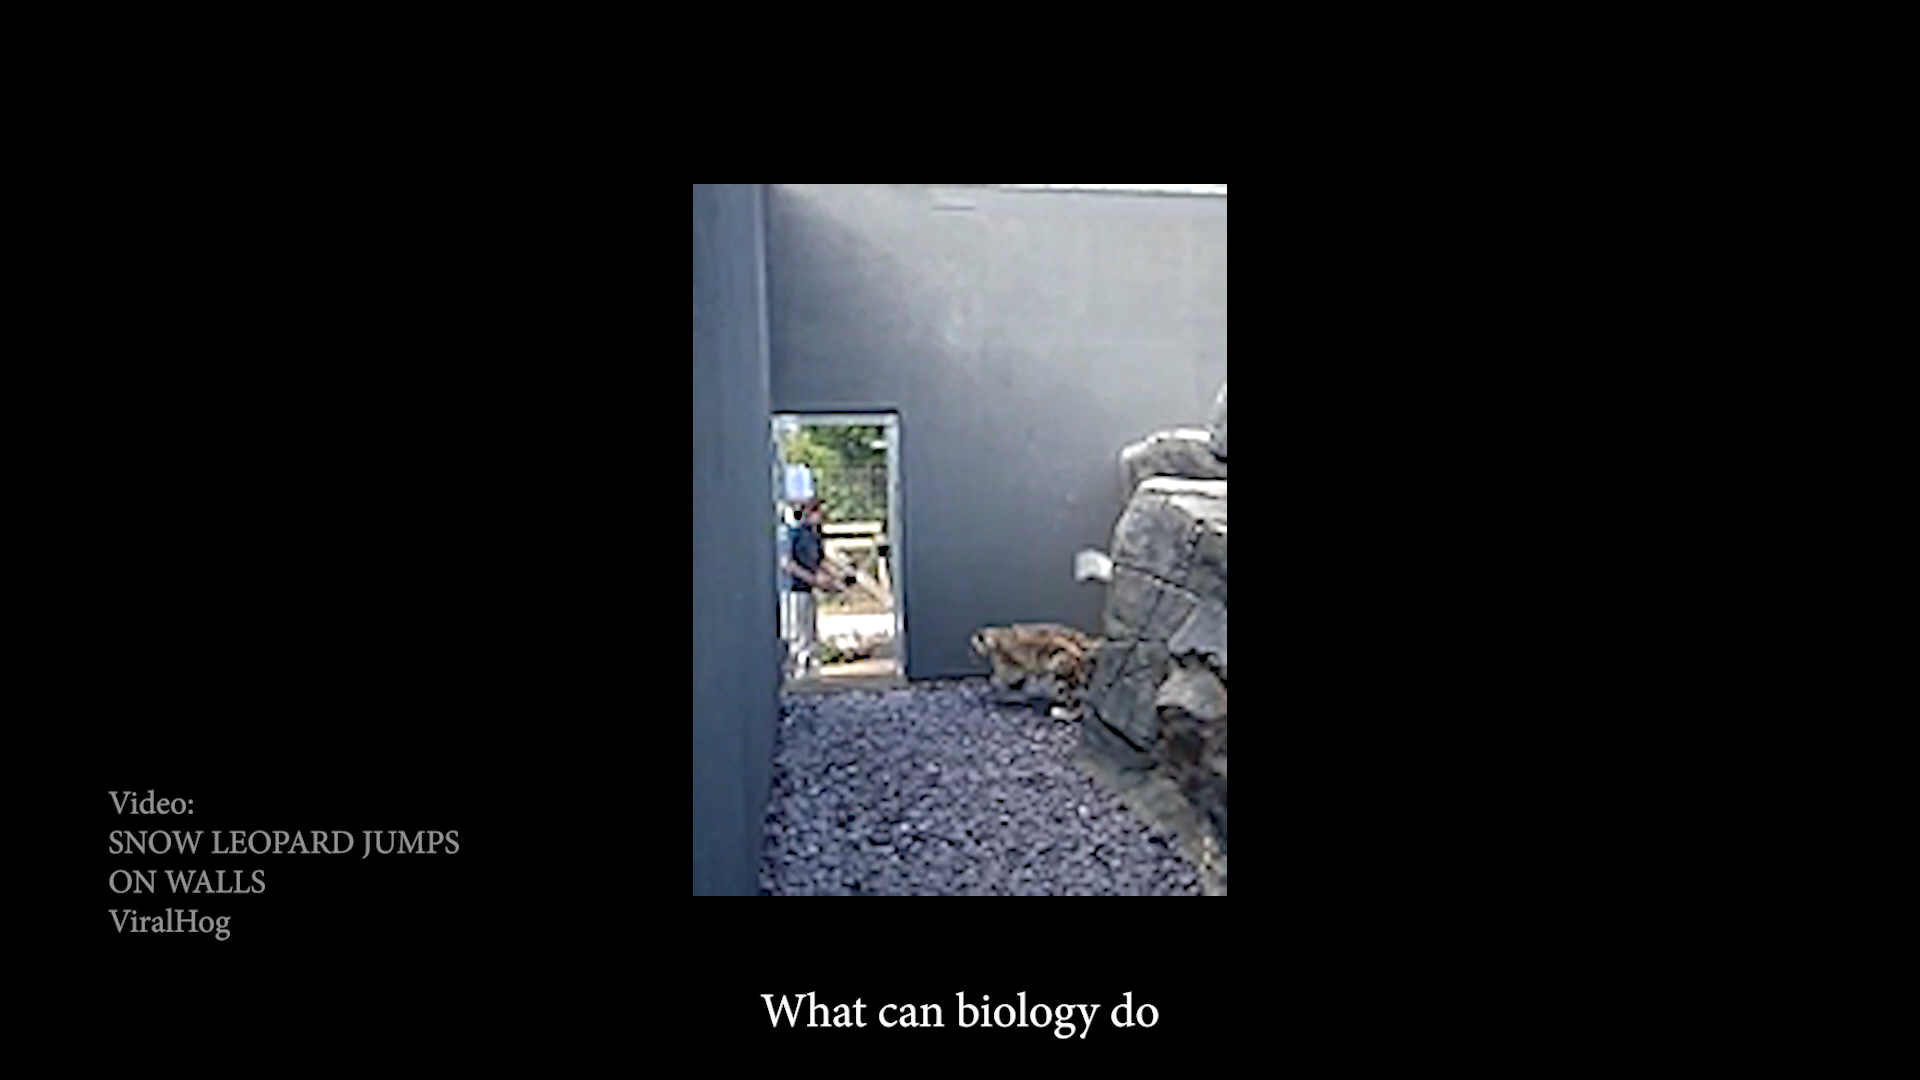 Video:
SNOW LEOPARD JUMPS
ON WALLS
ViralHog
What can biology do